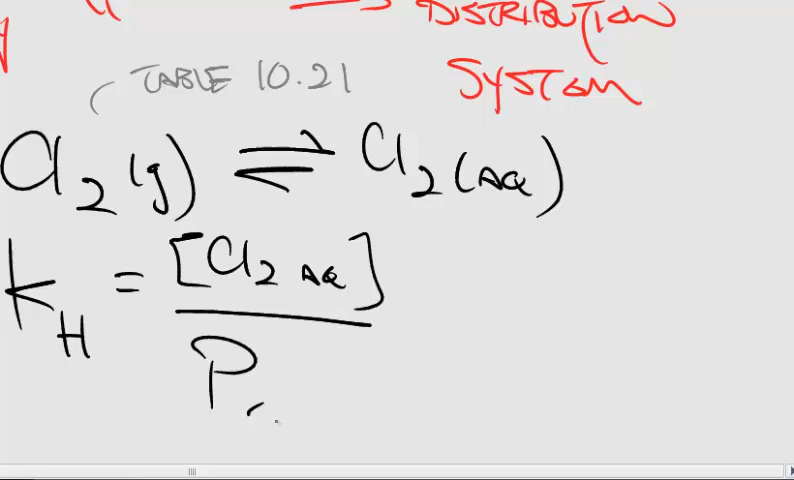 DISTRIBUTION
TABLE 10.21
SYSTEM
Cl2(g) ⇌ Cl2(AQ)
KH = [Cl2 AQ]
P